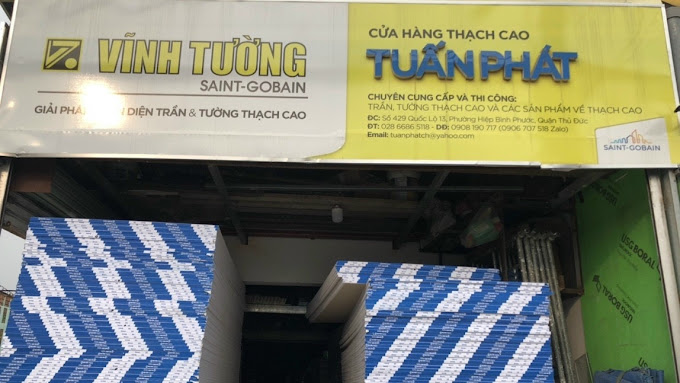 VĨNH TƯỜNG
SAINT-GOBAIN
GIẢI PHÁP DIỆN TRẦN & TƯỜNG THẠCH CAO
CỬA HÀNG THẠCH CAO
TUẤN PHÁT
CHUYÊN CUNG CẤP VÀ THI CÔNG:
TRẦN, TƯỜNG THẠCH CAO VÀ CÁC SẢN PHẨM VỀ THẠCH CAO
ĐC: Số 429 Quốc Lộ 13, Phường Hiệp Bình Phước, Quận Thủ Đức
ĐT: 028 6686 5118 - DĐ: 0908 190 717 (0906 707 518 Zalo)
Email: tuanphatch@yahoo.com
SAINT-GOBAIN
USG BORAL
USG BORAL